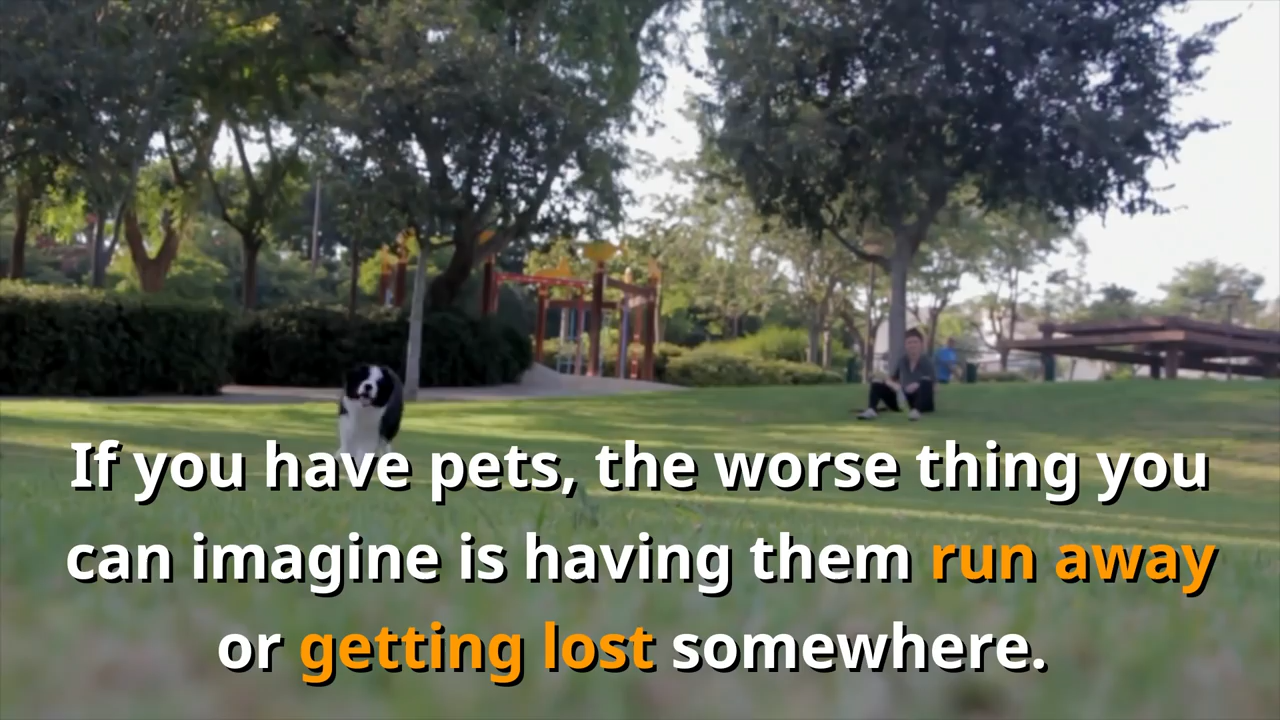 If you have pets, the worse thing you
can imagine is having them run away
or getting lost somewhere.